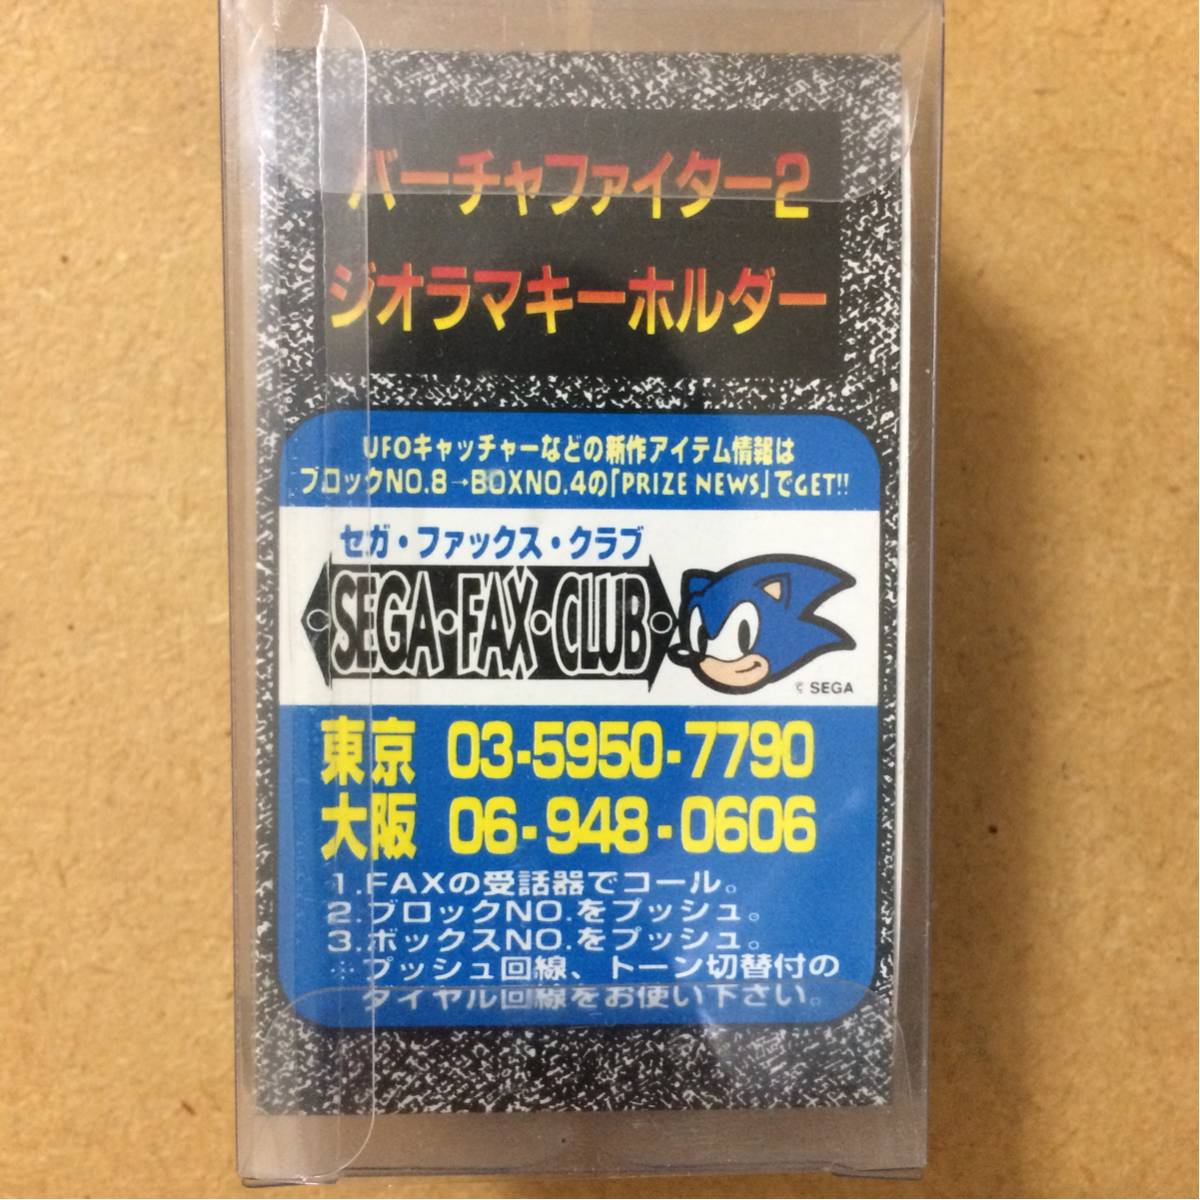 バーチャファイター2
ジオラマキーホルダー
UFOキャッチャーなどの新作アイテム情報は
ブロックNO.8→BOXNO.4の「PRIZE NEWS」でGET!!
セガ・ファックス・クラブ
SEGA・FAX・CLUB
© SEGA
東京 03-5950-7790
大阪 06-948-0606
1.FAXの受話器でコール。
2.ブロックNO.をプッシュ。
3.ボックスNO.をプッシュ。
※プッシュ回線、トーン切替付の
ダイヤル回線をお使い下さい。